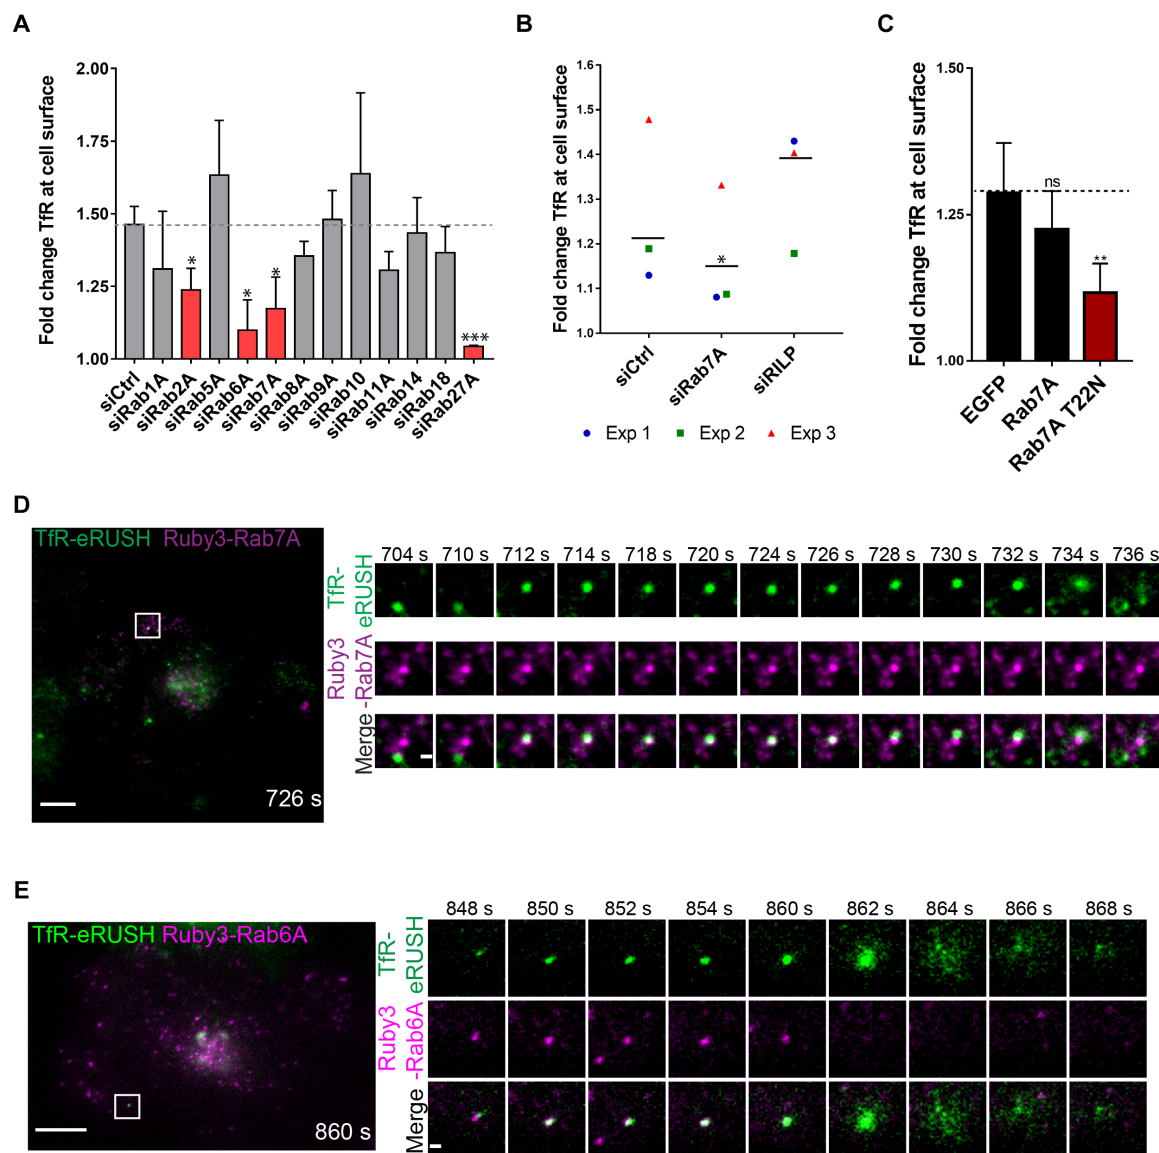 A
Fold change TfR at cell surface
2.00
1.75
1.50
1.25
1.00
*
*
*
***
siCtrl
siRab1A
siRab2A
siRab5A
siRab6A
siRab7A
siRab8A
siRab9A
siRab10
siRab11A
siRab14
siRab18
siRab27A
B
Fold change TfR at cell surface
1.6
1.5
1.4
1.3
1.2
1.1
1.0
*
siCtrl
siRab7A
siRILP
Exp 1 Exp 2 Exp 3
C
Fold change TfR at cell surface
1.50
1.25
1.00
ns
**
EGFP
Rab7A
Rab7A T22N
D
TfR-eRUSH Ruby3-Rab7A
726 s
704 s 710 s 712 s 714 s 718 s 720 s 724 s 726 s 728 s 730 s 732 s 734 s 736 s
TfR-
eRUSH
Ruby3
-Rab7A
Merge
E
TfR-eRUSH Ruby3-Rab6A
860 s
848 s 850 s 852 s 854 s 860 s 862 s 864 s 866 s 868 s
TfR-
eRUSH
Ruby3
-Rab6A
Merge